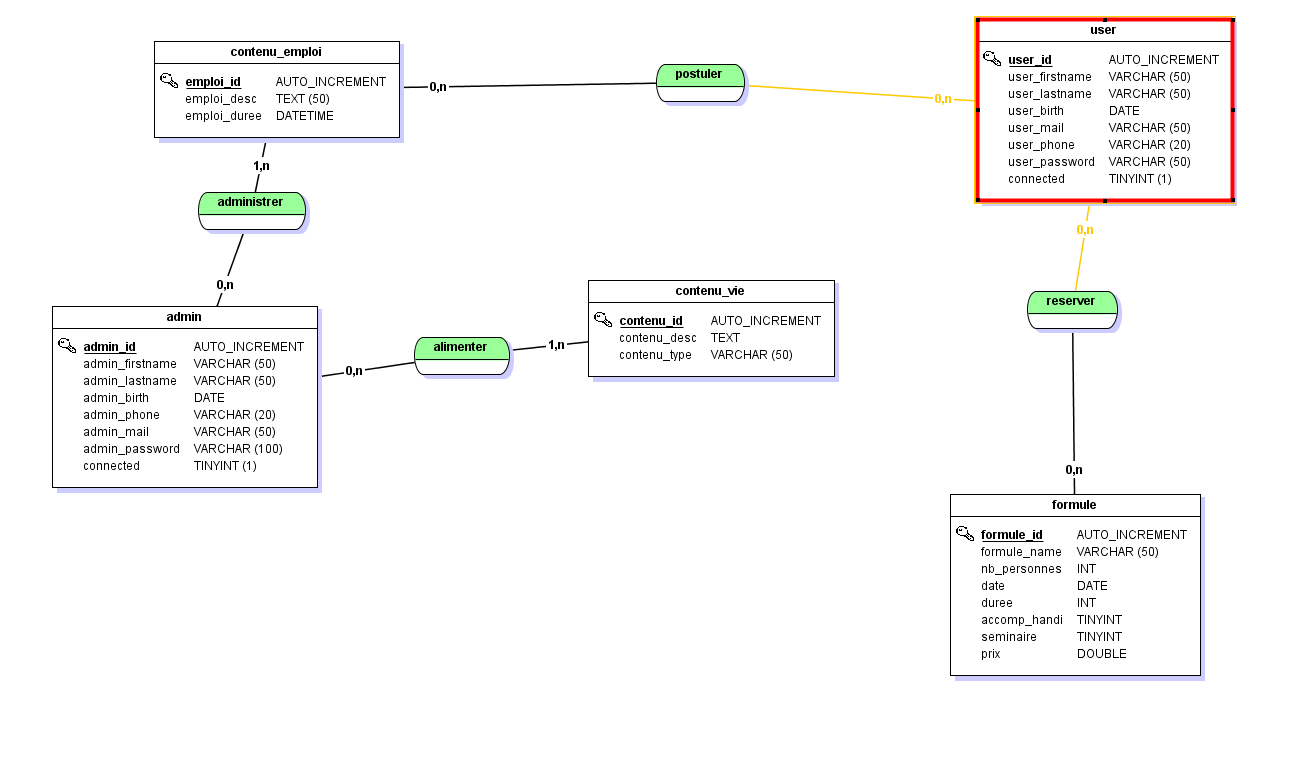 contenu_emploi
emploi_id AUTO_INCREMENT
emploi_desc TEXT (50)
emploi_duree DATETIME
0,n
postuler
0,n
user
user_id AUTO_INCREMENT
user_firstname VARCHAR (50)
user_lastname VARCHAR (50)
user_birth DATE
user_mail VARCHAR (50)
user_phone VARCHAR (20)
user_password VARCHAR (50)
connected TINYINT (1)
1,n
administrer
0,n
admin
admin_id AUTO_INCREMENT
admin_firstname VARCHAR (50)
admin_lastname VARCHAR (50)
admin_birth DATE
admin_phone VARCHAR (20)
admin_mail VARCHAR (50)
admin_password VARCHAR (100)
connected TINYINT (1)
0,n
alimenter
1,n
contenu_vie
contenu_id AUTO_INCREMENT
contenu_desc TEXT
contenu_type VARCHAR (50)
0,n
reserver
0,n
formule
formule_id AUTO_INCREMENT
formule_name VARCHAR (50)
nb_personnes INT
date DATE
duree INT
accomp_handi TINYINT
seminaire TINYINT
prix DOUBLE